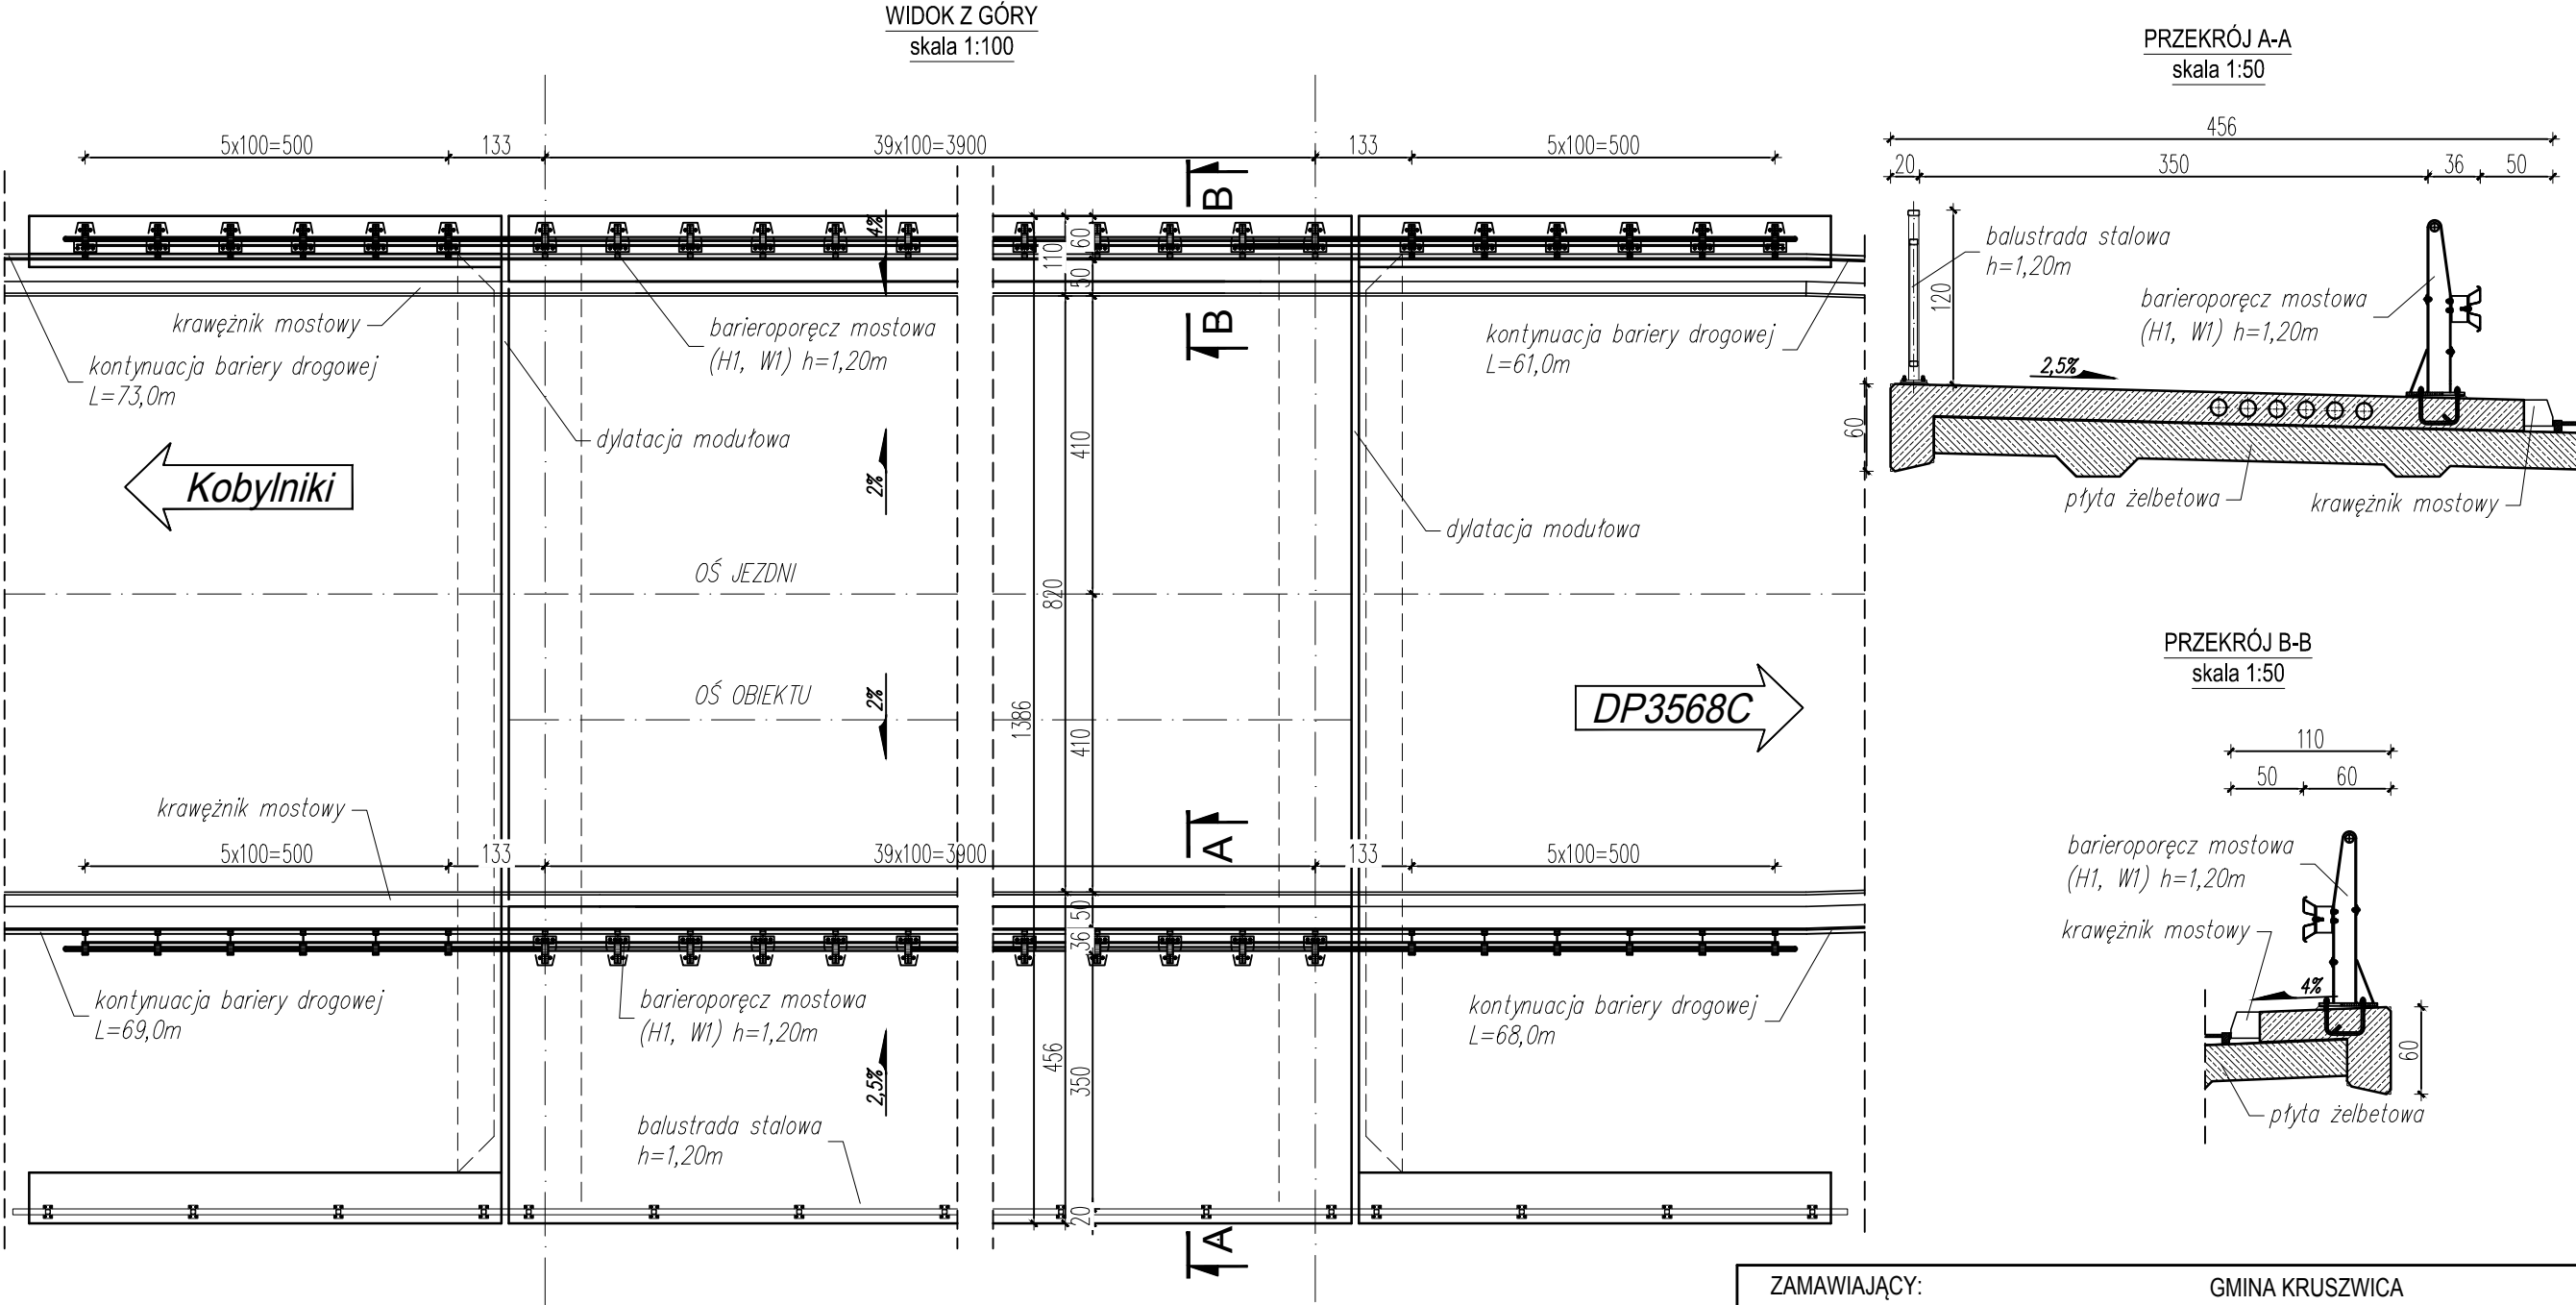 WIDOK Z GÓRY
skala 1:100
5x100=500
133
39x100=3900
133
5x100=500
B
B
4%
60
110
50
krawężnik mostowy
kontynuacja bariery drogowej
L=73,0m
barieroporęcz mostowa
(H1, W1) h=1,20m
kontynuacja bariery drogowej
L=61,0m
dylatacja modułowa
Kobylniki
2%
410
dylatacja modułowa
OŚ JEZDNI
820
OŚ OBIEKTU
2%
1386
410
DP3568C
krawężnik mostowy
A
5x100=500
133
39x100=3900
133
5x100=500
50
36
kontynuacja bariery drogowej
L=69,0m
barieroporęcz mostowa
(H1, W1) h=1,20m
kontynuacja bariery drogowej
L=68,0m
2,5%
456
350
balustrada stalowa
h=1,20m
20
A
PRZEKRÓJ A-A
skala 1:50
456
20
350
36
50
balustrada stalowa
h=1,20m
120
barieroporęcz mostowa
(H1, W1) h=1,20m
2,5%
60
płyta żelbetowa
krawężnik mostowy
PRZEKRÓJ B-B
skala 1:50
110
50
60
barieroporęcz mostowa
(H1, W1) h=1,20m
krawężnik mostowy
4%
60
płyta żelbetowa
ZAMAWIAJĄCY:
GMINA KRUSZWICA